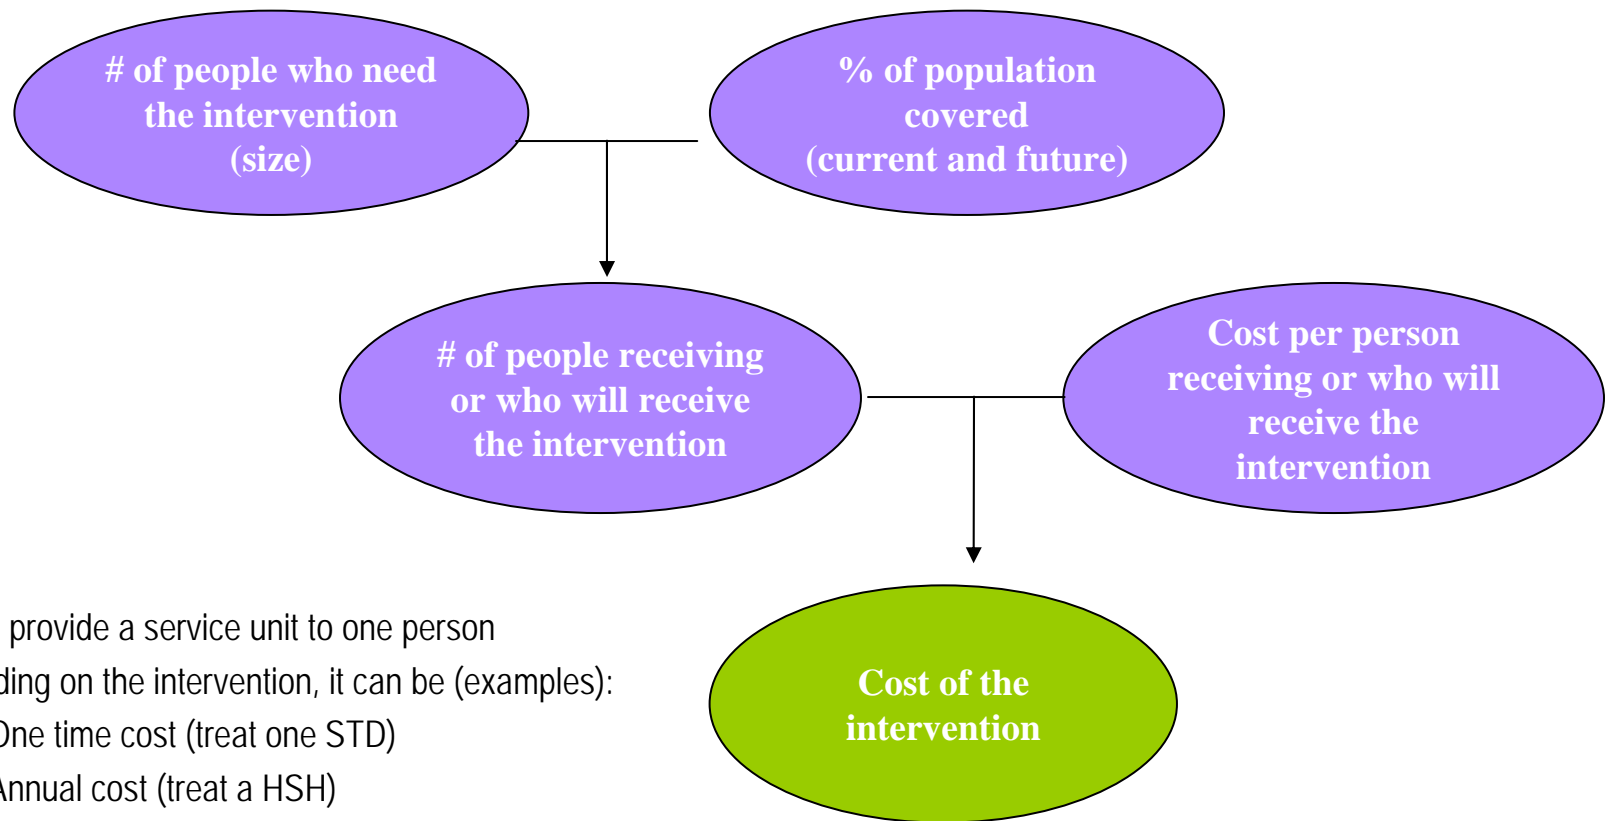 # of people who need
the intervention
(size)
% of population
covered
(current and future)
# of people receiving
or who will receive
the intervention
Cost per person
receiving or who will
receive the
intervention
Cost of the
intervention
provide a service unit to one person
ding on the intervention, it can be (examples):
One time cost (treat one STD)
Annual cost (treat a HSH)